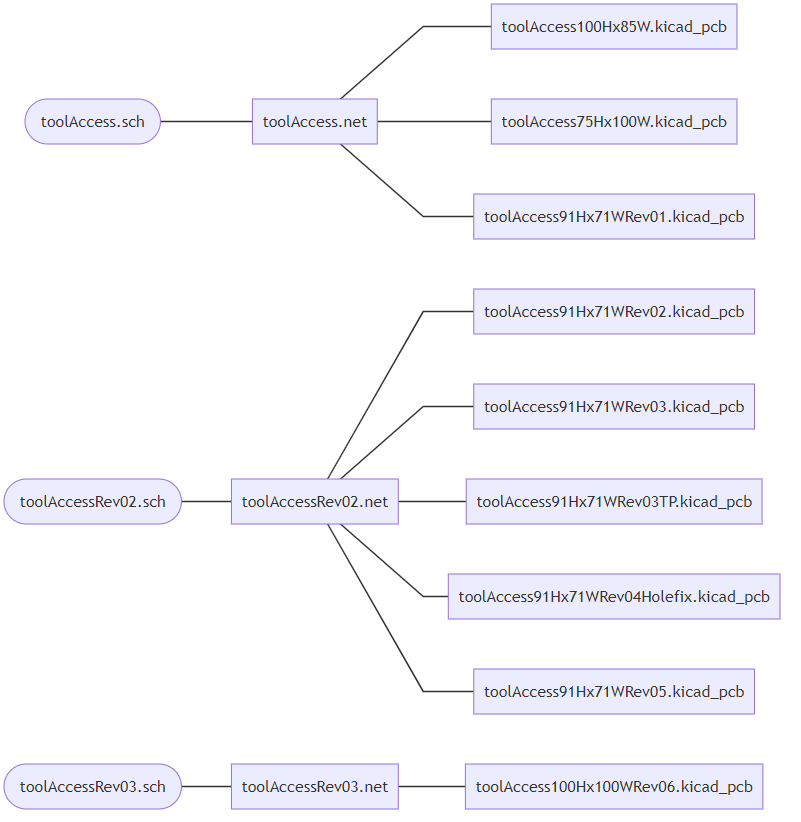 toolAccess100Hx85W.kicad_pcb
toolAccess.sch
toolAccess.net
toolAccess75Hx100W.kicad_pcb
toolAccess91Hx71WRev01.kicad_pcb
toolAccess91Hx71WRev02.kicad_pcb
toolAccess91Hx71WRev03.kicad_pcb
toolAccessRev02.sch
toolAccessRev02.net
toolAccess91Hx71WRev03TP.kicad_pcb
toolAccess91Hx71WRev04Holefix.kicad_pcb
toolAccess91Hx71WRev05.kicad_pcb
toolAccessRev03.sch
toolAccessRev03.net
toolAccess100Hx100WRev06.kicad_pcb